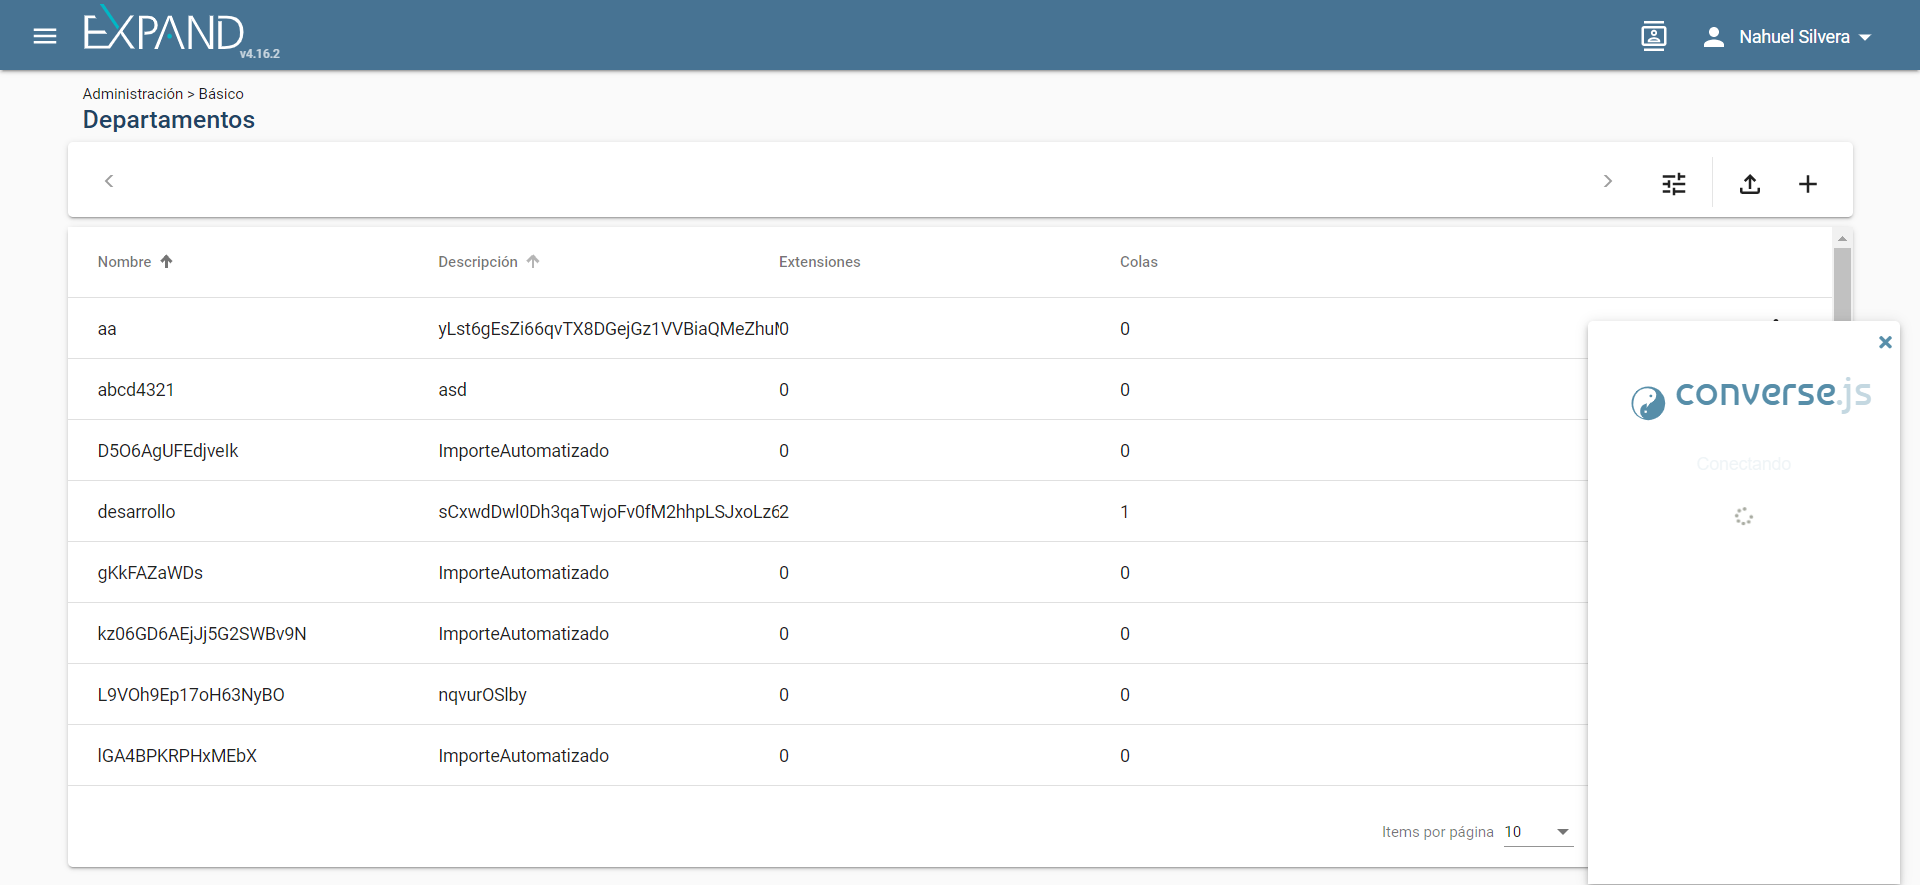 EXPAND
v4.16.2
Nahuel Silvera
Administración > Básico
Departamentos
Nombre Descripción Extensiones Colas
aa yLst6gEsZi66qvTX8DGejGz1VVBiaQMeZhul 0 0
abcd4321 asd 0 0
D5O6AgUFEdjveIk ImporteAutomatizado 0 0
desarrollo sCxwdDwl0Dh3qaTwjoFv0fM2hhpLSJxoLz6 2 1
gKkFAZaWDs ImporteAutomatizado 0 0
kz06GD6AEjJj5G2SWBv9N ImporteAutomatizado 0 0
L9VOh9Ep17oH63NyBO nqvurOSlby 0 0
lGA4BPKRPHxMEbX ImporteAutomatizado 0 0
Items por página 10
converse.js
Conectando